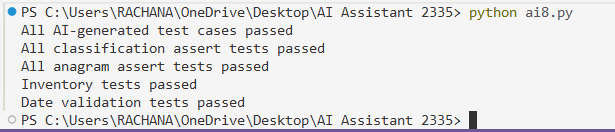 PS C:\Users\RACHANA\OneDrive\Desktop\AI Assistant 2335> python ai8.py
All AI-generated test cases passed
All classification assert tests passed
All anagram assert tests passed
Inventory tests passed
Date validation tests passed
PS C:\Users\RACHANA\OneDrive\Desktop\AI Assistant 2335>